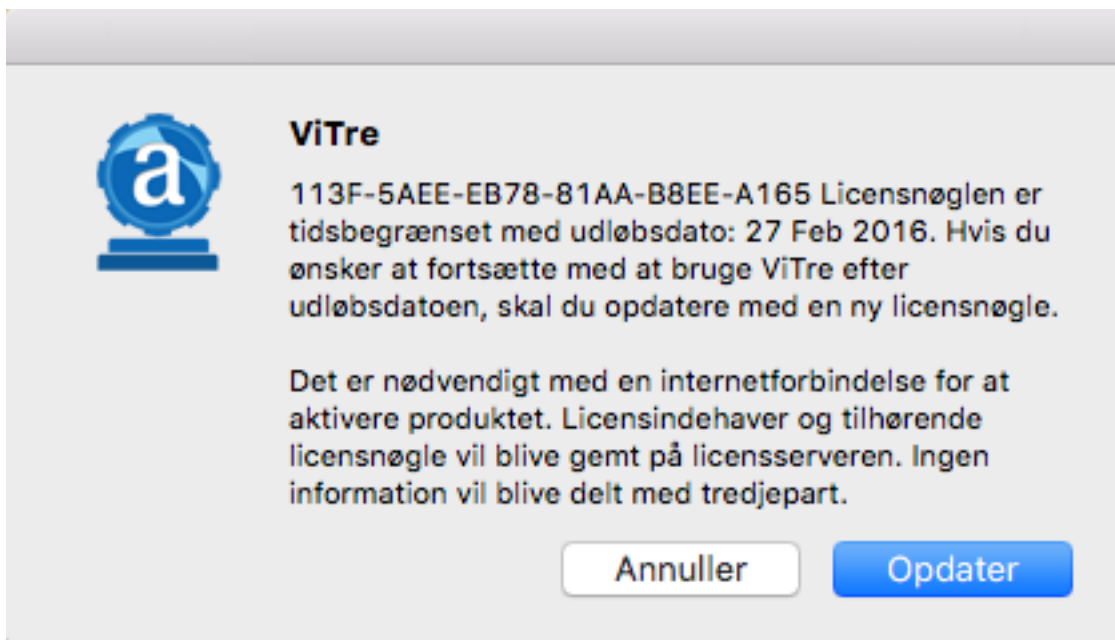 a
ViTre
113F-5AEE-EB78-81AA-B8EE-A165 Licensnøglen er
tidsbegrænset med udløbsdato: 27 Feb 2016. Hvis du
ønsker at fortsætte med at bruge ViTre efter
udløbsdatoen, skal du opdatere med en ny licensnøgle.
Det er nødvendigt med en internetforbindelse for at
aktivere produktet. Licensindehaver og tilhørende
licensnøgle vil blive gemt på licensserveren. Ingen
information vil blive delt med tredjepart.
Annuller Opdater